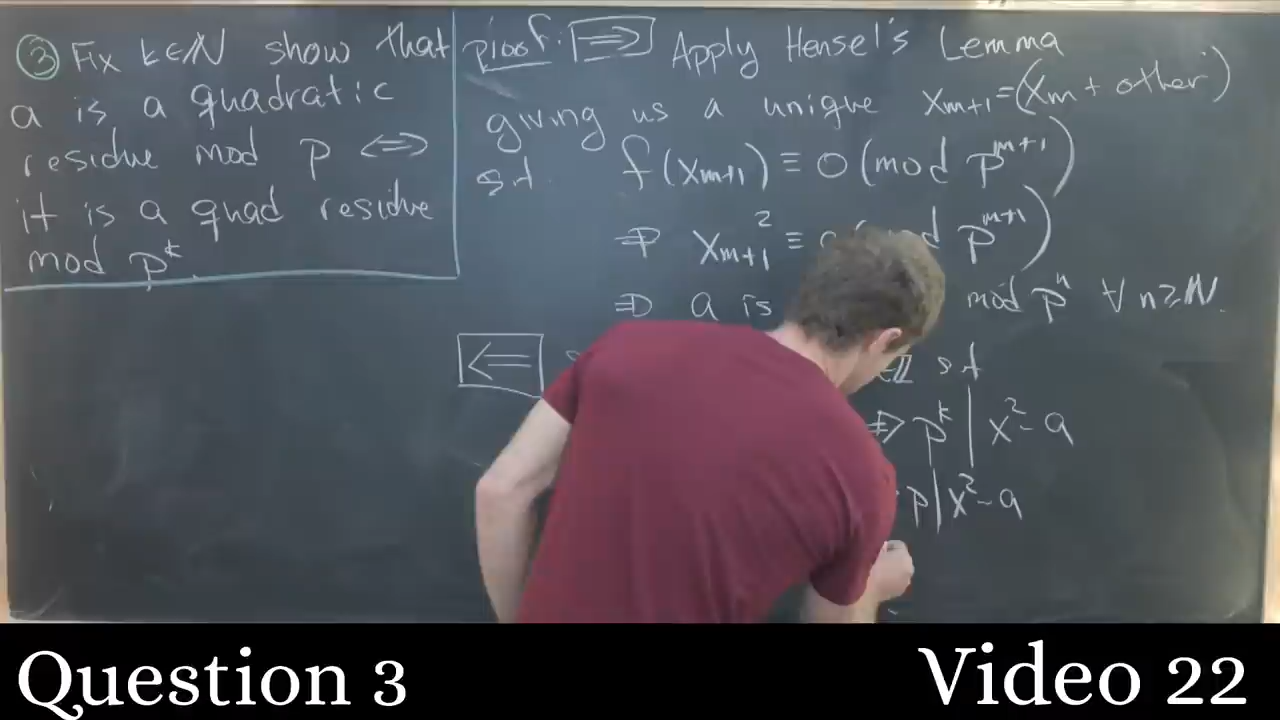 ③ Fix k∈ℕ show that
a is a quadratic
residue mod p ⇔
it is a quad residue
mod p^k.
proof: ⇒ Apply Hensel's Lemma
giving us a unique x_{m+1}=(x_m + other)
s.t. f(x_{m+1}) ≡ 0 (mod p^{m+1})
⇒ x_{m+1}^2 ≡ p^{m+1})
⇒ a is mod p^n ∀ n≥ℕ.
⇐ s.t
⇒ p^k | x^2-a
p | x^2-a
Question 3
Video 22